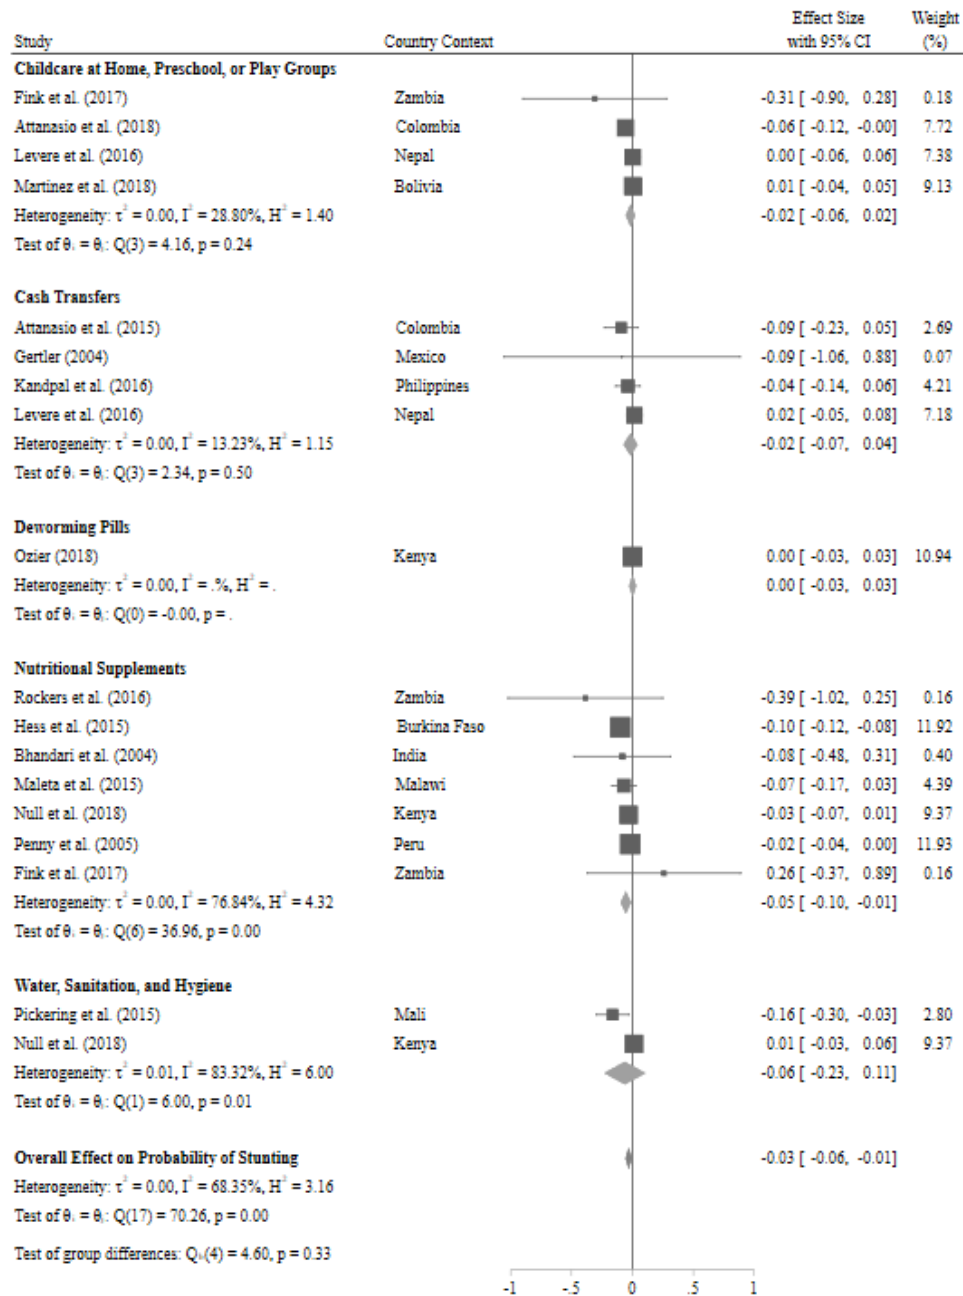 Effect Size Weight
Study Country Context with 95% CI (%)
Childcare at Home, Preschool, or Play Groups
Fink et al. (2017) Zambia -0.31 [ -0.90, 0.28] 0.18
Attanasio et al. (2018) Colombia -0.06 [ -0.12, -0.00] 7.72
Levere et al. (2016) Nepal 0.00 [ -0.06, 0.06] 7.38
Martinez et al. (2018) Bolivia 0.01 [ -0.04, 0.05] 9.13
Heterogeneity: τ² = 0.00, I² = 28.80%, H² = 1.40 -0.02 [ -0.06, 0.02]
Test of θᵢ = θⱼ: Q(3) = 4.16, p = 0.24
Cash Transfers
Attanasio et al. (2015) Colombia -0.09 [ -0.23, 0.05] 2.69
Gertler (2004) Mexico -0.09 [ -1.06, 0.88] 0.07
Kandpal et al. (2016) Philippines -0.04 [ -0.14, 0.06] 4.21
Levere et al. (2016) Nepal 0.02 [ -0.05, 0.08] 7.18
Heterogeneity: τ² = 0.00, I² = 13.23%, H² = 1.15 -0.02 [ -0.07, 0.04]
Test of θᵢ = θⱼ: Q(3) = 2.34, p = 0.50
Deworming Pills
Ozier (2018) Kenya 0.00 [ -0.03, 0.03] 10.94
Heterogeneity: τ² = 0.00, I² = .%, H² = . 0.00 [ -0.03, 0.03]
Test of θᵢ = θⱼ: Q(0) = -0.00, p = .
Nutritional Supplements
Rockers et al. (2016) Zambia -0.39 [ -1.02, 0.25] 0.16
Hess et al. (2015) Burkina Faso -0.10 [ -0.12, -0.08] 11.92
Bhandari et al. (2004) India -0.08 [ -0.48, 0.31] 0.40
Maleta et al. (2015) Malawi -0.07 [ -0.17, 0.03] 4.39
Null et al. (2018) Kenya -0.03 [ -0.07, 0.01] 9.37
Penny et al. (2005) Peru -0.02 [ -0.04, 0.00] 11.93
Fink et al. (2017) Zambia 0.26 [ -0.37, 0.89] 0.16
Heterogeneity: τ² = 0.00, I² = 76.84%, H² = 4.32 -0.05 [ -0.10, -0.01]
Test of θᵢ = θⱼ: Q(6) = 36.96, p = 0.00
Water, Sanitation, and Hygiene
Pickering et al. (2015) Mali -0.16 [ -0.30, -0.03] 2.80
Null et al. (2018) Kenya 0.01 [ -0.03, 0.06] 9.37
Heterogeneity: τ² = 0.01, I² = 83.32%, H² = 6.00 -0.06 [ -0.23, 0.11]
Test of θᵢ = θⱼ: Q(1) = 6.00, p = 0.01
Overall Effect on Probability of Stunting -0.03 [ -0.06, -0.01]
Heterogeneity: τ² = 0.00, I² = 68.35%, H² = 3.16
Test of θᵢ = θⱼ: Q(17) = 70.26, p = 0.00
Test of group differences: Q_b(4) = 4.60, p = 0.33
-1 -.5 0 .5 1